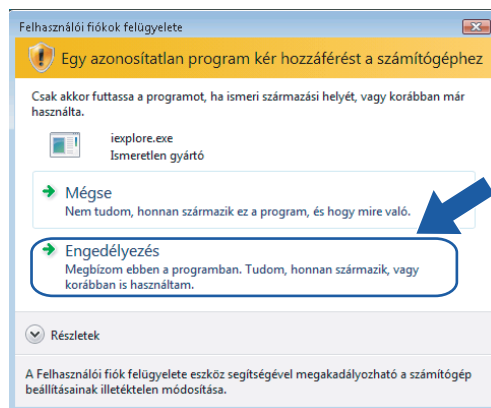 Felhasználói fiókok felügyelete
Egy azonosítatlan program kér hozzáférést a számítógéphez
Csak akkor futtassa a programot, ha ismeri származási helyét, vagy korábban már
használta.
iexplore.exe
Ismeretlen gyártó
Mégse
Nem tudom, honnan származik ez a program, és hogy mire való.
Engedélyezés
Megbízom ebben a programban. Tudom, honnan származik, vagy
korábban is használtam.
Részletek
A Felhasználói fiók felügyelete eszköz segítségével megakadályozható a számítógép
beállításainak illetéktelen módosítása.